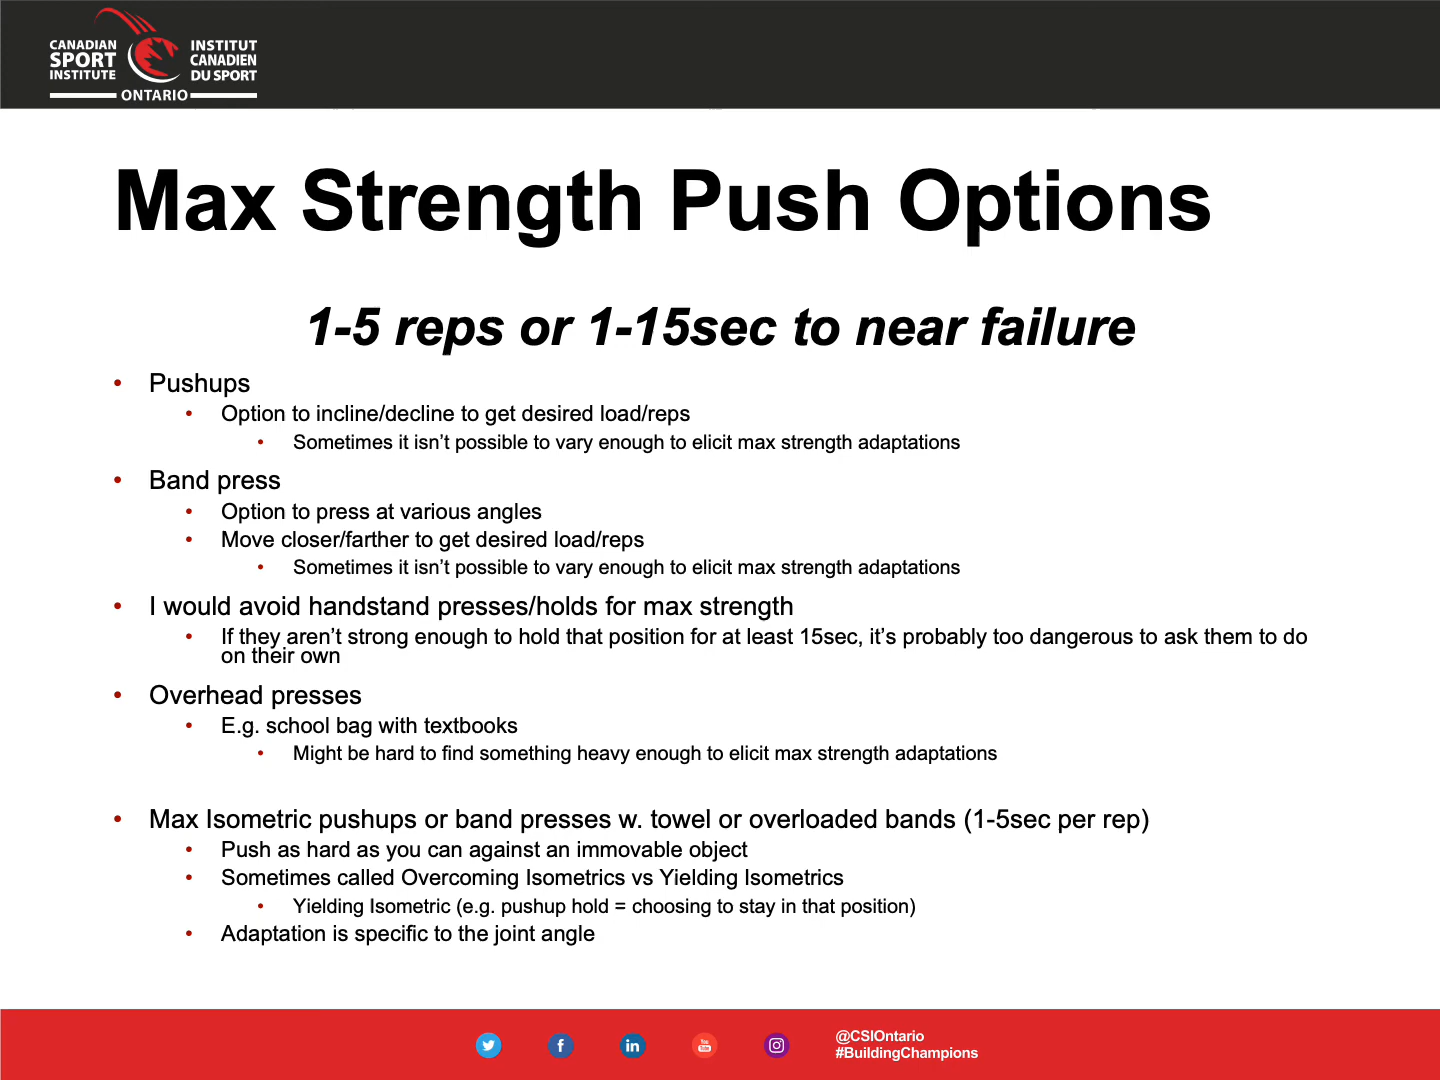 CANADIAN
SPORT
INSTITUTE
INSTITUT
CANADIEN
DU SPORT
ONTARIO
Max Strength Push Options
1-5 reps or 1-15sec to near failure
• Pushups
• Option to incline/decline to get desired load/reps
• Sometimes it isn’t possible to vary enough to elicit max strength adaptations
• Band press
• Option to press at various angles
• Move closer/farther to get desired load/reps
• Sometimes it isn’t possible to vary enough to elicit max strength adaptations
• I would avoid handstand presses/holds for max strength
• If they aren’t strong enough to hold that position for at least 15sec, it’s probably too dangerous to ask them to do
on their own
• Overhead presses
• E.g. school bag with textbooks
• Might be hard to find something heavy enough to elicit max strength adaptations
• Max Isometric pushups or band presses w. towel or overloaded bands (1-5sec per rep)
• Push as hard as you can against an immovable object
• Sometimes called Overcoming Isometrics vs Yielding Isometrics
• Yielding Isometric (e.g. pushup hold = choosing to stay in that position)
• Adaptation is specific to the joint angle
f
in
You
Tube
@CSIOntario
#BuildingChampions